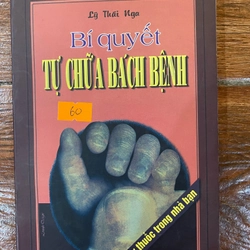 Lý Thái Nga
Bí quyết
TỰ CHỮA BÁCH BỆNH
60
thuốc trong nhà bạn